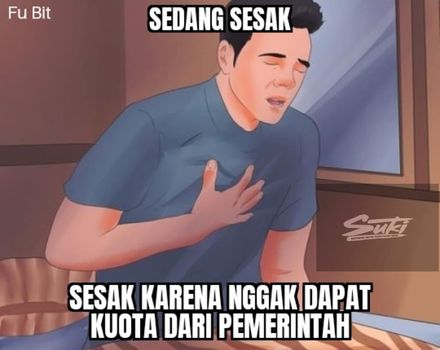 Fu Bit
SEDANG SESAK
Suki
SESAK KARENA NGGAK DAPAT
KUOTA DARI PEMERINTAH